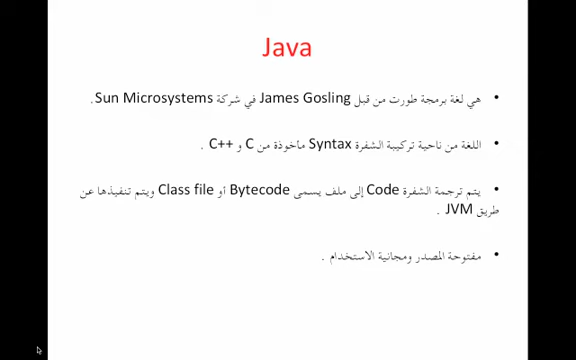 Java
• هي لغة برمجة طورت من قبل James Gosling في شركة Sun Microsystems .
• اللغة من ناحية تركيبة الشفرة Syntax مأخوذة من C و C++ .
• يتم ترجمة الشفرة Code إلى ملف يسمى Bytecode أو Class file ويتم تنفيذها عن
طريق JVM .
• مفتوحة المصدر ومجانية الاستخدام .